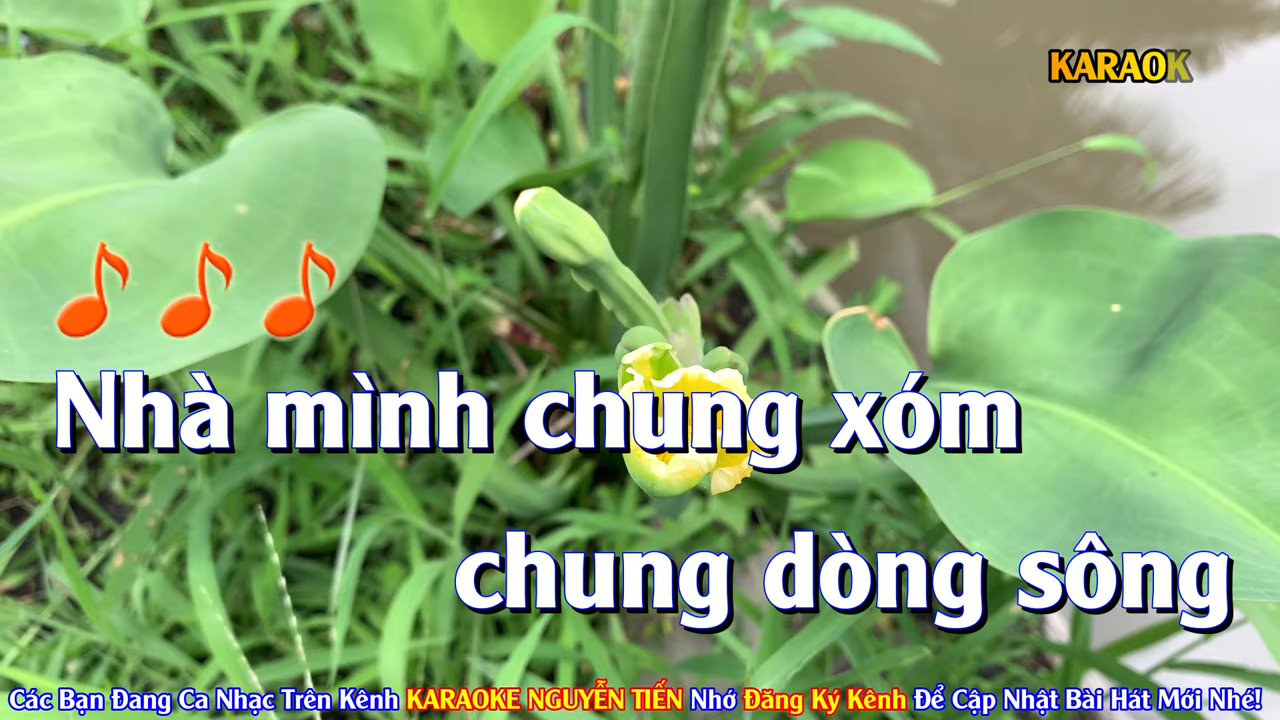 KARAOK
Nhà mình chung xóm
chung dòng sông
Các Bạn Đang Ca Nhạc Trên Kênh KARAOKE NGUYỄN TIẾN Nhớ Đăng Ký Kênh Để Cập Nhật Bài Hát Mới Nhé!